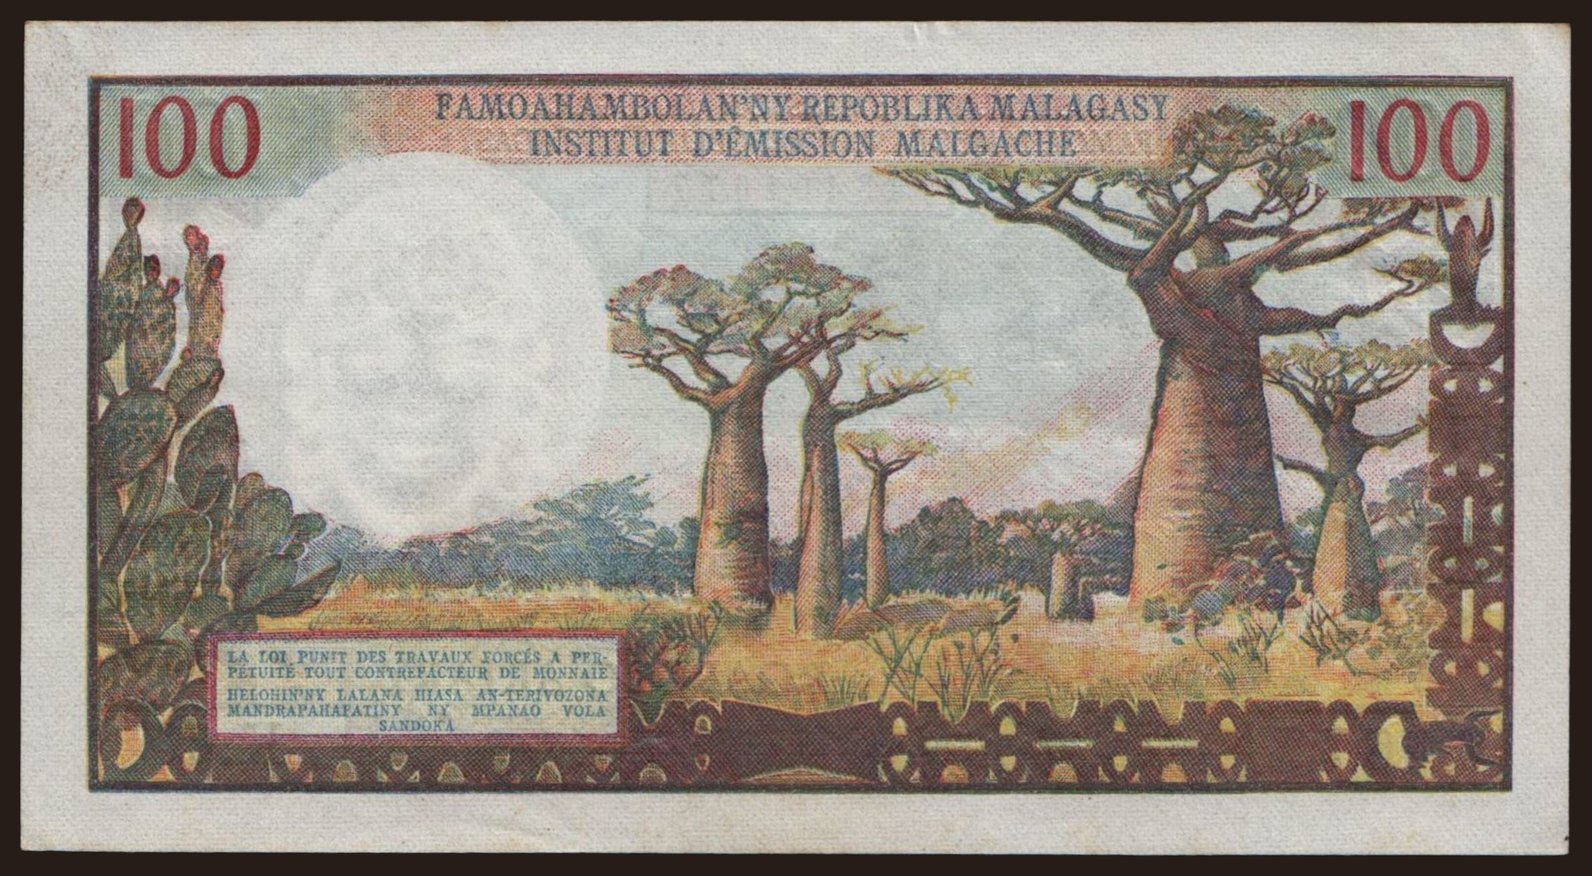 100
FAMOAHAMBOLAN'NY REPOBLIKA MALAGASY
INSTITUT D'ÉMISSION MALGACHE
100
LA LOI PUNIT DES TRAVAUX FORCÉS A PER-
PÉTUITÉ TOUT CONTREFACTEUR DE MONNAIE
HELOHIN'NY LALANA HIASA AN-TERIVOZONA
MANDRAPAHAFATINY NY MPANAO VOLA
SANDOKA